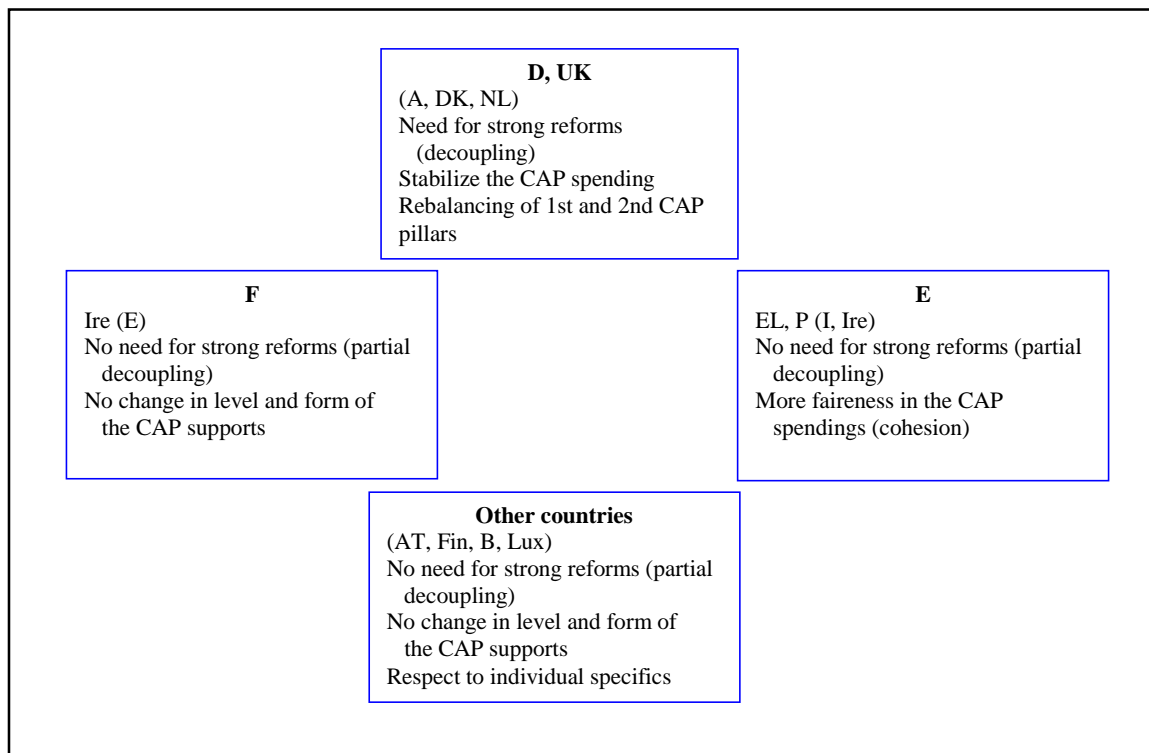 D, UK
(A, DK, NL)
Need for strong reforms
(decoupling)
Stabilize the CAP spending
Rebalancing of 1st and 2nd CAP
pillars
F
Ire (E)
No need for strong reforms (partial
decoupling)
No change in level and form of
the CAP supports
E
EL, P (I, Ire)
No need for strong reforms (partial
decoupling)
More faireness in the CAP
spendings (cohesion)
Other countries
(AT, Fin, B, Lux)
No need for strong reforms (partial
decoupling)
No change in level and form of
the CAP supports
Respect to individual specifics